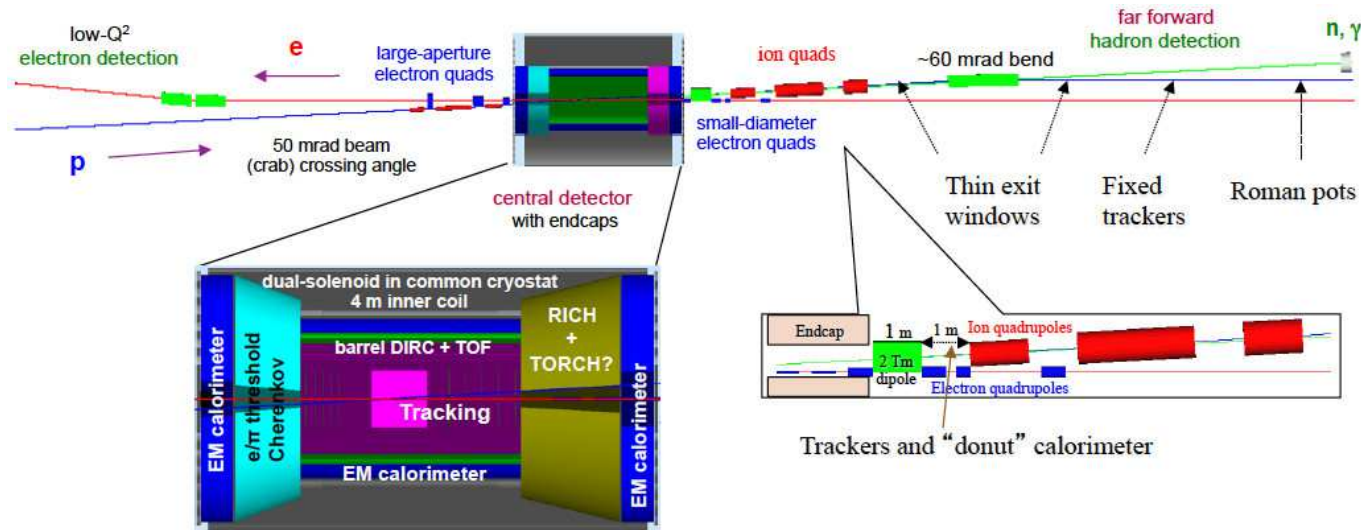 low-Q²
electron detection
e
large-aperture
electron quads
p
50 mrad beam
(crab) crossing angle
central detector
with endcaps
ion quads
~60 mrad bend
far forward
hadron detection
n, γ
small-diameter
electron quads
Thin exit
windows
Fixed
trackers
Roman pots
dual-solenoid in common cryostat
4 m inner coil
barrel DIRC + TOF
Tracking
EM calorimeter
EM calorimeter
e/π threshold
Cherenkov
RICH
+
TORCH?
EM calorimeter
Endcap
1 m
1 m
Ion quadrupoles
2 Tm
dipole
Electron quadrupoles
Trackers and “donut” calorimeter